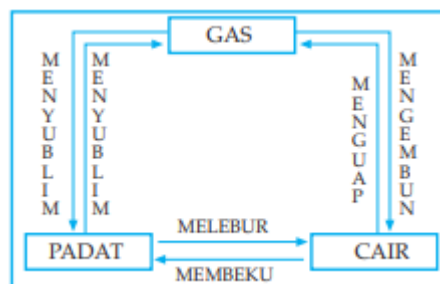 GAS
MENYUBLIM
MENYUBLIM
MENGUAP
MENGEMBUN
MELEBUR
PADAT
CAIR
MEMBEKU